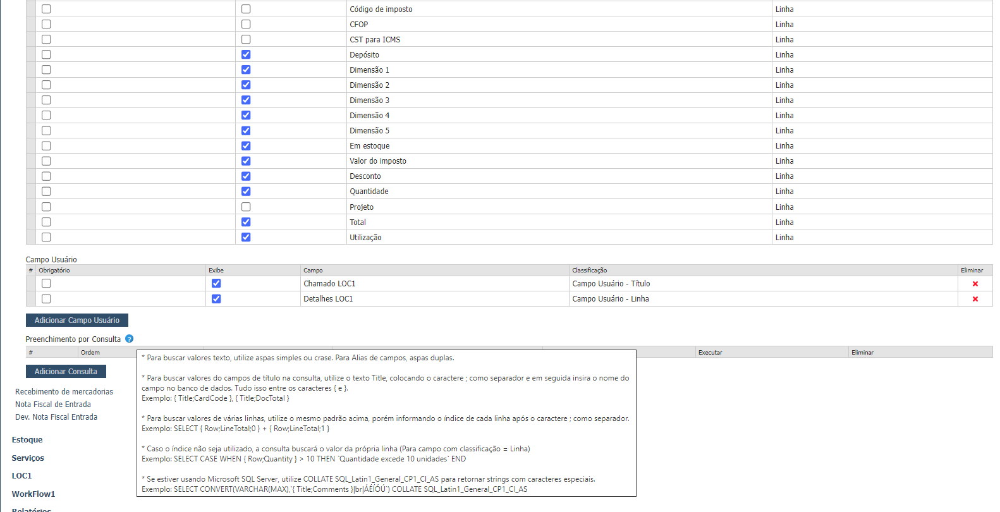 Código de imposto Linha
CFOP Linha
CST para ICMS Linha
Depósito Linha
Dimensão 1 Linha
Dimensão 2 Linha
Dimensão 3 Linha
Dimensão 4 Linha
Dimensão 5 Linha
Em estoque Linha
Valor do imposto Linha
Desconto Linha
Quantidade Linha
Projeto Linha
Total Linha
Utilização Linha
Campo Usuário
# Obrigatório Exibe Campo Classificação Eliminar
Chamado LOC1 Campo Usuário - Título
Detalhes LOC1 Campo Usuário - Linha
Adicionar Campo Usuário
Preenchimento por Consulta ?
# Ordem Executar Eliminar
Adicionar Consulta
* Para buscar valores texto, utilize aspas simples ou crase. Para Alias de campos, aspas duplas.
* Para buscar valores do campos de título na consulta, utilize o texto Title, colocando o caractere ; como separador e em seguida insira o nome do
campo no banco de dados. Tudo isso entre os caracteres { e }.
Exemplo: { Title;CardCode }, { Title;DocTotal }
* Para buscar valores de várias linhas, utilize o mesmo padrão acima, porém informando o índice de cada linha após o caractere ; como separador.
Exemplo: SELECT { Row;LineTotal;0 } + { Row;LineTotal;1 }
* Caso o índice não seja utilizado, a consulta buscará o valor da própria linha (Para campo com classificação = Linha)
Exemplo: SELECT CASE WHEN { Row;Quantity } > 10 THEN `Quantidade excede 10 unidades` END
* Se estiver usando Microsoft SQL Server, utilize COLLATE SQL_Latin1_General_CP1_CI_AS para retornar strings com caracteres especiais.
Exemplo: SELECT CONVERT(VARCHAR(MAX),`{ Title;Comments }|br|ÁÉÍÓÚ`) COLLATE SQL_Latin1_General_CP1_CI_AS
Recebimento de mercadorias
Nota Fiscal de Entrada
Dev. Nota Fiscal Entrada
Estoque
Serviços
LOC1
WorkFlow1
Relatórios